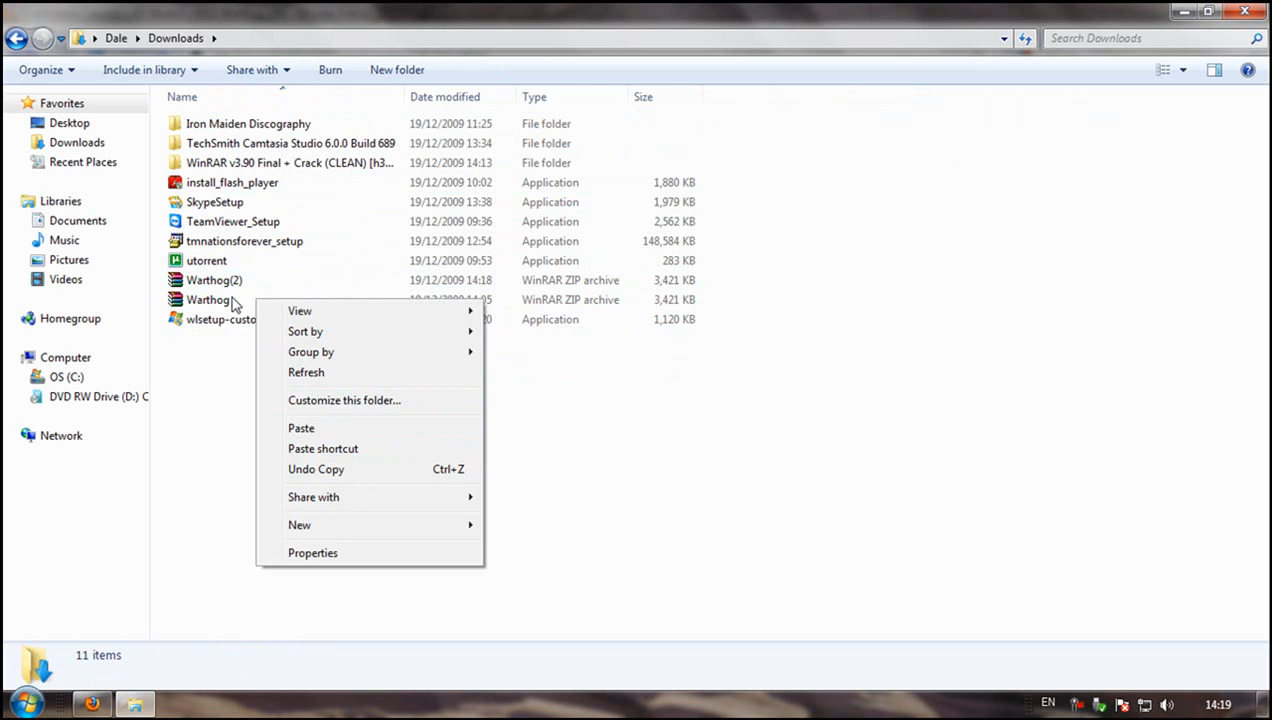 Dale Downloads
Search Downloads
Organize Include in library Share with Burn New folder
Name Date modified Type Size
Favorites
Desktop
Downloads
Recent Places
Libraries
Documents
Music
Pictures
Videos
Homegroup
Computer
OS (C:)
DVD RW Drive (D:) C
Network
Iron Maiden Discography 19/12/2009 11:25 File folder
TechSmith Camtasia Studio 6.0.0 Build 689 19/12/2009 13:34 File folder
WinRAR v3.90 Final + Crack (CLEAN) [h3... 19/12/2009 14:13 File folder
install_flash_player 19/12/2009 10:02 Application 1,880 KB
SkypeSetup 19/12/2009 13:38 Application 1,979 KB
TeamViewer_Setup 19/12/2009 09:36 Application 2,562 KB
tmnationsforever_setup 19/12/2009 12:54 Application 148,584 KB
utorrent 19/12/2009 09:53 Application 283 KB
Warthog(2) 19/12/2009 14:18 WinRAR ZIP archive 3,421 KB
Warthog WinRAR ZIP archive 3,421 KB
wlsetup-custo 20 Application 1,120 KB
View
Sort by
Group by
Refresh
Customize this folder...
Paste
Paste shortcut
Undo Copy Ctrl+Z
Share with
New
Properties
11 items
EN 14:19